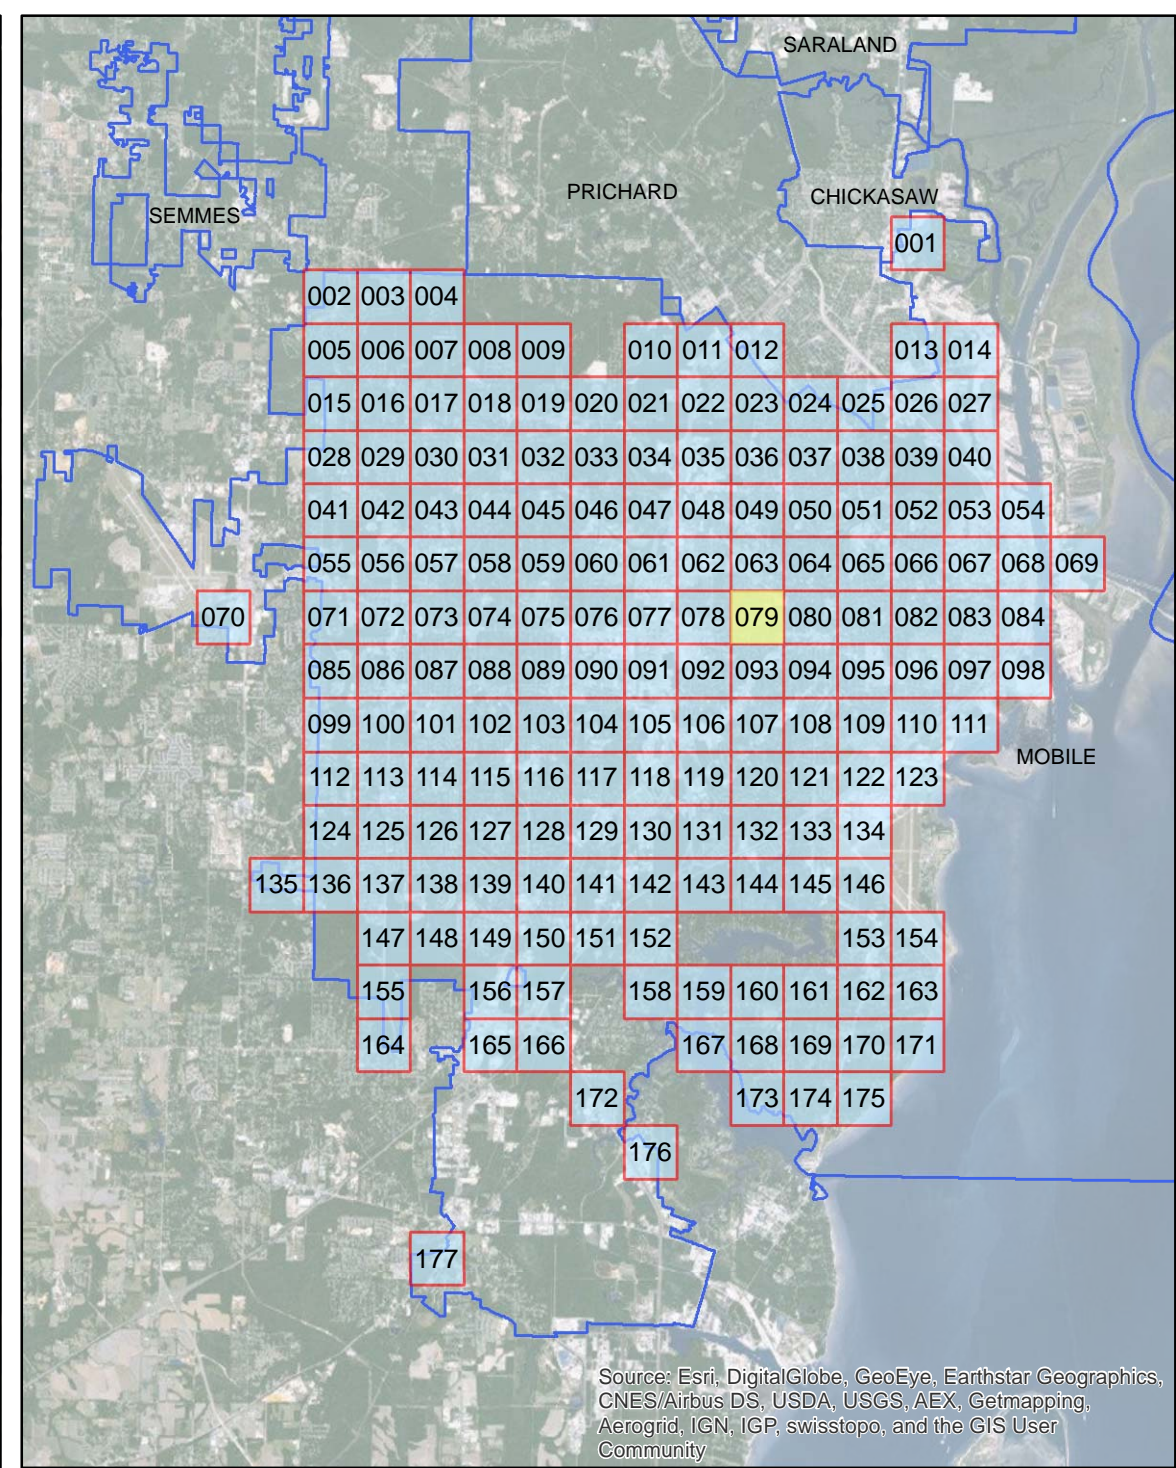 SARALAND
PRICHARD
CHICKASAW
SEMMES
001
002 003 004
005 006 007 008 009 010 011 012 013 014
015 016 017 018 019 020 021 022 023 024 025 026 027
028 029 030 031 032 033 034 035 036 037 038 039 040
041 042 043 044 045 046 047 048 049 050 051 052 053 054
055 056 057 058 059 060 061 062 063 064 065 066 067 068 069
070 071 072 073 074 075 076 077 078 079 080 081 082 083 084
085 086 087 088 089 090 091 092 093 094 095 096 097 098
099 100 101 102 103 104 105 106 107 108 109 110 111
MOBILE
112 113 114 115 116 117 118 119 120 121 122 123
124 125 126 127 128 129 130 131 132 133 134
135 136 137 138 139 140 141 142 143 144 145 146
147 148 149 150 151 152 153 154
155 156 157 158 159 160 161 162 163
164 165 166 167 168 169 170 171
172 173 174 175
176
177
Source: Esri, DigitalGlobe, GeoEye, Earthstar Geographics,
CNES/Airbus DS, USDA, USGS, AEX, Getmapping,
Aerogrid, IGN, IGP, swisstopo, and the GIS User
Community